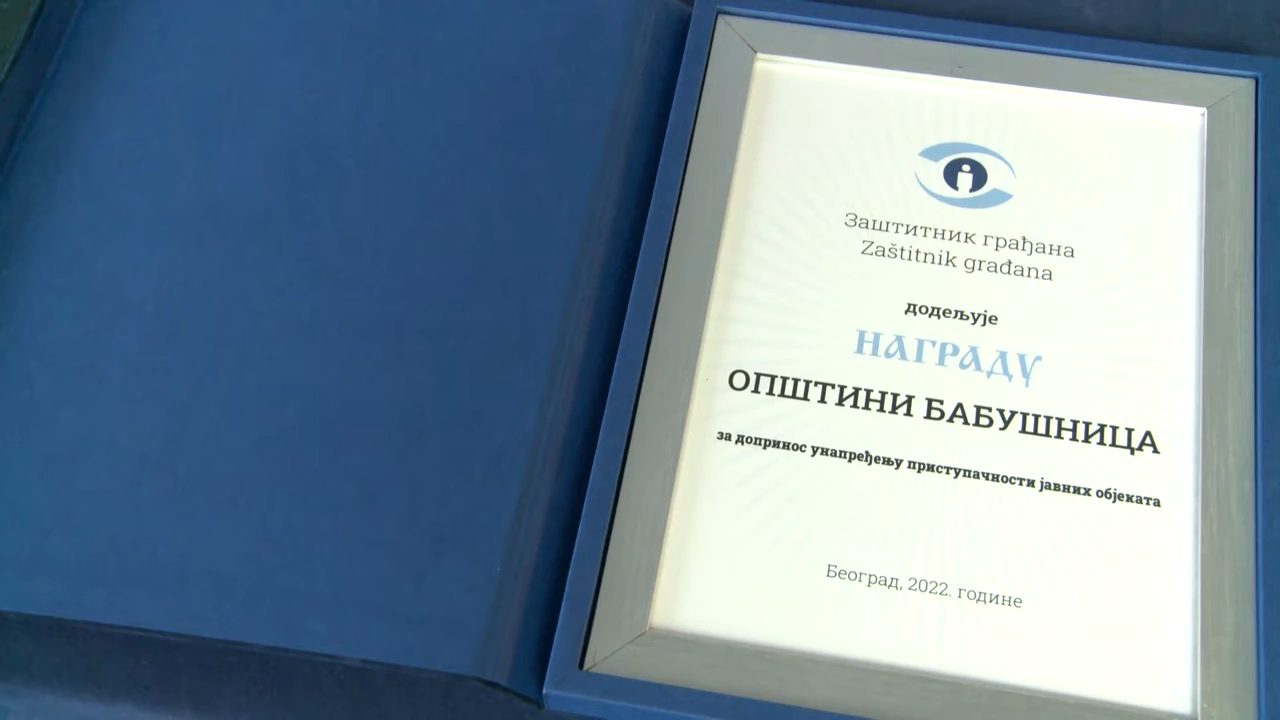 Заштитник грађана
Zaštitnik građana
додељује
НАГРАДУ
ОПШТИНИ БАБУШНИЦА
за допринос унапређењу приступачности јавних објеката
Београд, 2022. године